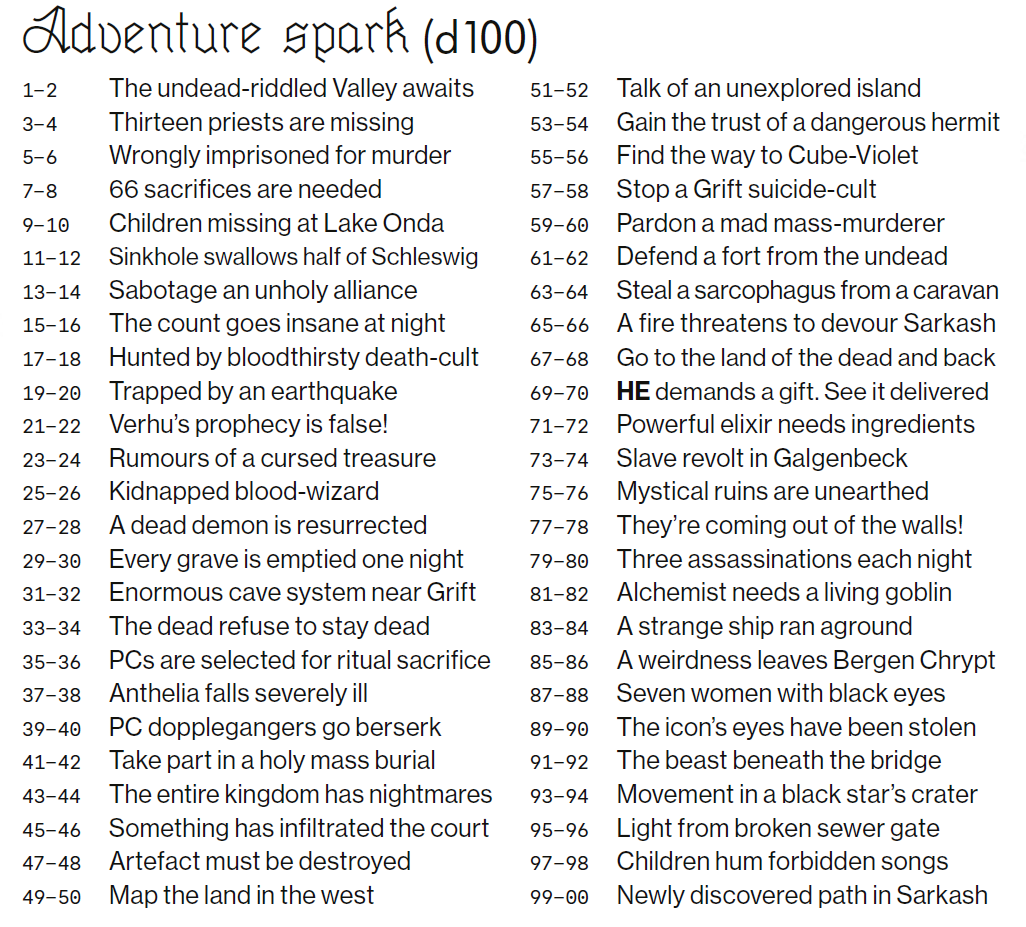 Adventure spark (d100)
1–2 The undead-riddled Valley awaits
3–4 Thirteen priests are missing
5–6 Wrongly imprisoned for murder
7–8 66 sacrifices are needed
9–10 Children missing at Lake Onda
11–12 Sinkhole swallows half of Schleswig
13–14 Sabotage an unholy alliance
15–16 The count goes insane at night
17–18 Hunted by bloodthirsty death-cult
19–20 Trapped by an earthquake
21–22 Verhu’s prophecy is false!
23–24 Rumours of a cursed treasure
25–26 Kidnapped blood-wizard
27–28 A dead demon is resurrected
29–30 Every grave is emptied one night
31–32 Enormous cave system near Grift
33–34 The dead refuse to stay dead
35–36 PCs are selected for ritual sacrifice
37–38 Anthelia falls severely ill
39–40 PC dopplegangers go berserk
41–42 Take part in a holy mass burial
43–44 The entire kingdom has nightmares
45–46 Something has infiltrated the court
47–48 Artefact must be destroyed
49–50 Map the land in the west
51–52 Talk of an unexplored island
53–54 Gain the trust of a dangerous hermit
55–56 Find the way to Cube-Violet
57–58 Stop a Grift suicide-cult
59–60 Pardon a mad mass-murderer
61–62 Defend a fort from the undead
63–64 Steal a sarcophagus from a caravan
65–66 A fire threatens to devour Sarkash
67–68 Go to the land of the dead and back
69–70 HE demands a gift. See it delivered
71–72 Powerful elixir needs ingredients
73–74 Slave revolt in Galgenbeck
75–76 Mystical ruins are unearthed
77–78 They’re coming out of the walls!
79–80 Three assassinations each night
81–82 Alchemist needs a living goblin
83–84 A strange ship ran aground
85–86 A weirdness leaves Bergen Chrypt
87–88 Seven women with black eyes
89–90 The icon’s eyes have been stolen
91–92 The beast beneath the bridge
93–94 Movement in a black star’s crater
95–96 Light from broken sewer gate
97–98 Children hum forbidden songs
99–00 Newly discovered path in Sarkash